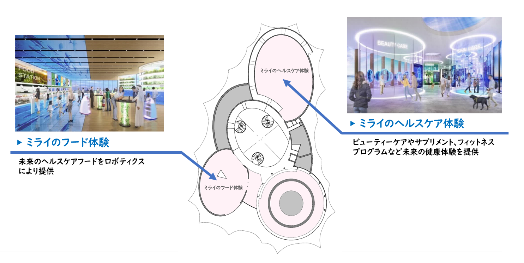 STATION
▶ ミライのフード体験
未来のヘルスケアフードをロボティクス
により提供
ミライのヘルスケア体験
ミライのフード体験
▶ ミライのヘルスケア体験
ビューティーケアやサプリメント、フィットネス
プログラムなど未来の健康体験を提供